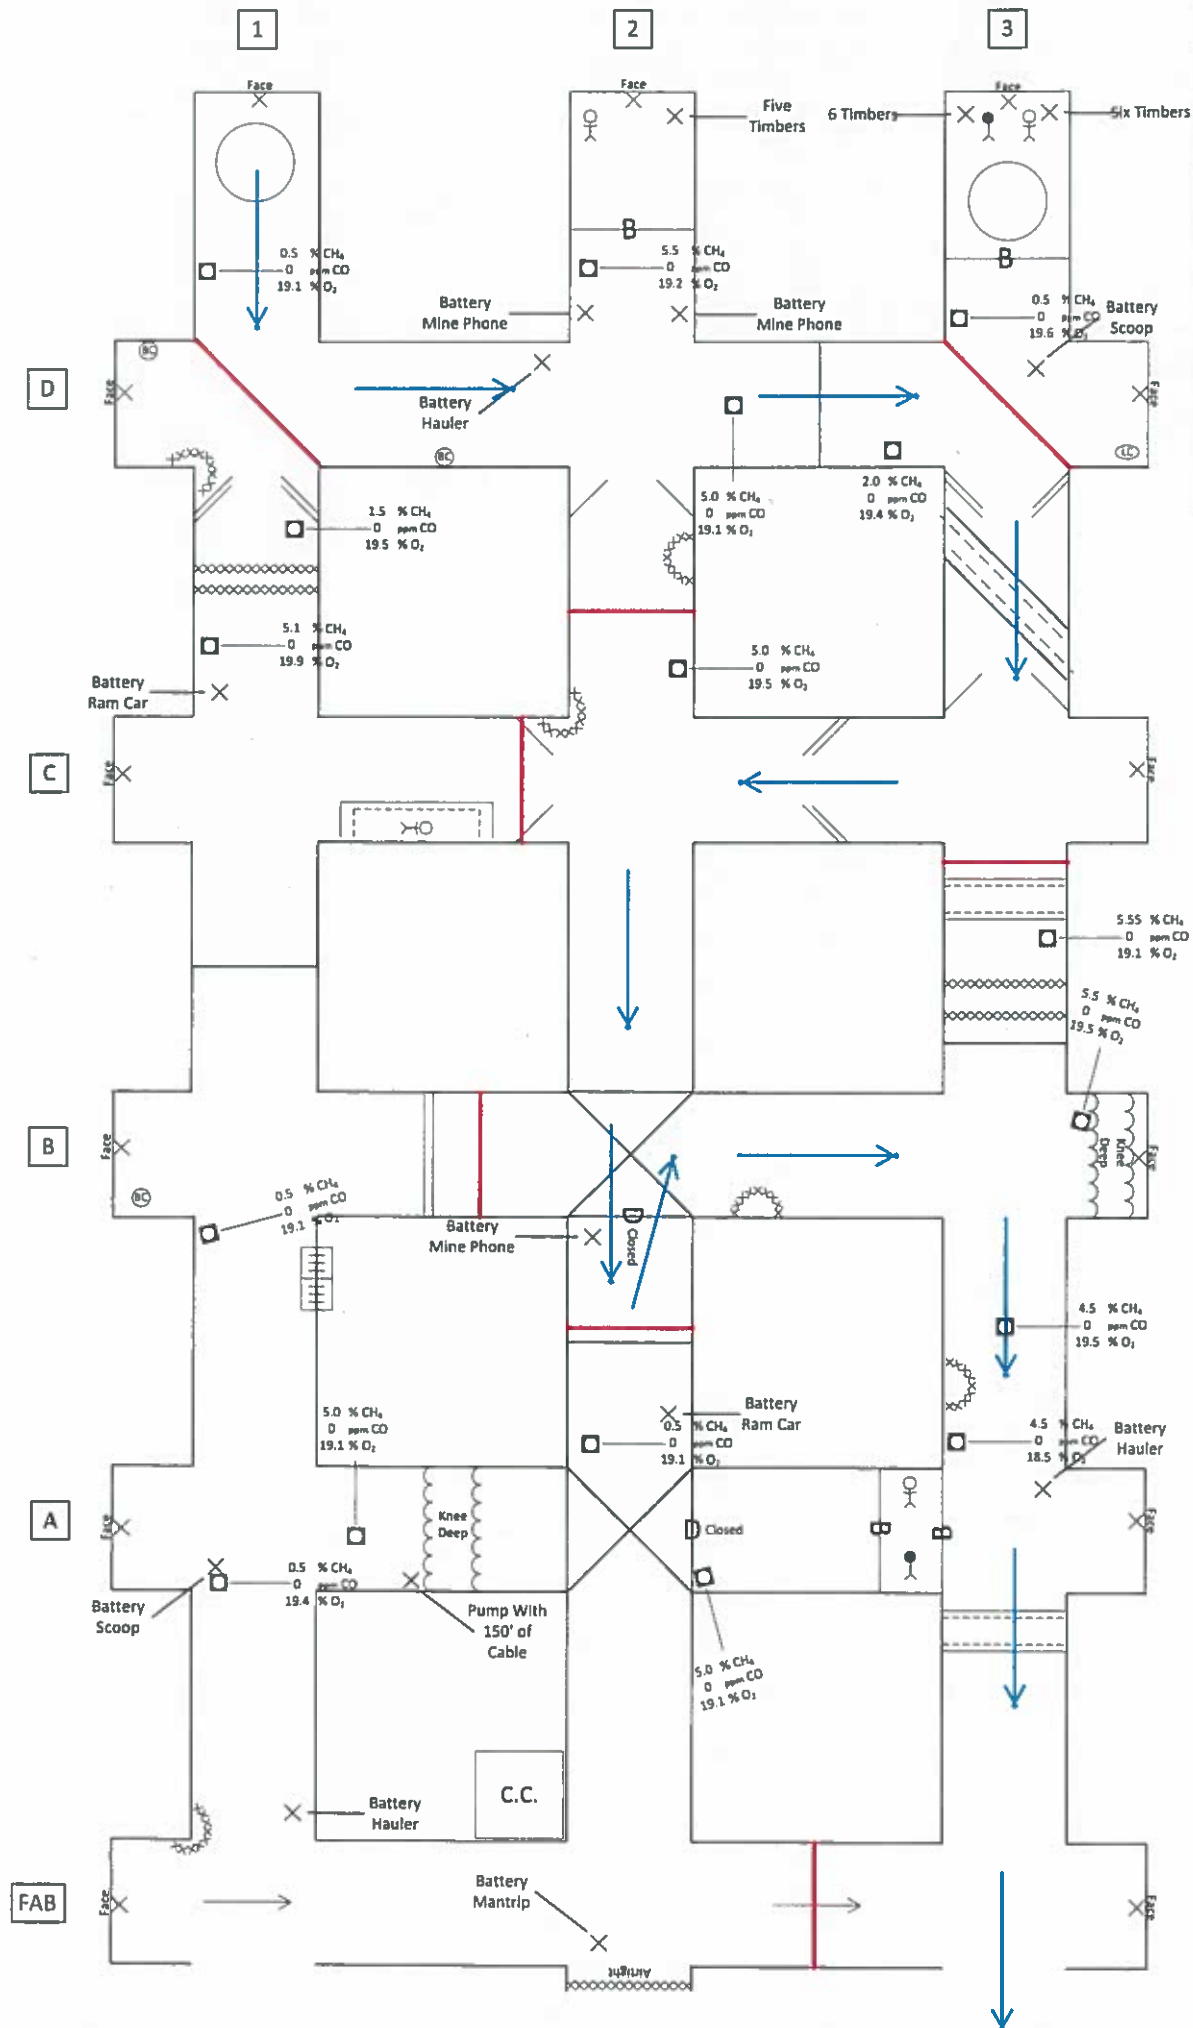 1
2
3
Face
Face
Face
Five
Timbers
6 Timbers
Six Timbers
B
B
0.5 % CH₄
0 ppm CO
19.1 % O₂
5.5 % CH₄
0 ppm CO
19.2 % O₂
0.5 % CH₄
0 ppm CO
19.6 % O₂
Battery
Mine Phone
Battery
Mine Phone
Battery
Scoop
BC
D
Face
Face
Battery
Hauler
BC
LC
5.0 % CH₄
0 ppm CO
19.1 % O₂
2.0 % CH₄
0 ppm CO
19.4 % O₂
1.5 % CH₄
0 ppm CO
19.5 % O₂
5.1 % CH₄
0 ppm CO
19.9 % O₂
5.0 % CH₄
0 ppm CO
19.5 % O₂
Battery
Ram Car
C
Face
Face
5.55 % CH₄
0 ppm CO
19.1 % O₂
5.5 % CH₄
0 ppm CO
19.5 % O₂
B
Face
Knee
Deep
Face
BC
0.5 % CH₄
0 ppm CO
19.1 % O₂
Battery
Mine Phone
D
Closed
4.5 % CH₄
0 ppm CO
19.5 % O₂
5.0 % CH₄
0 ppm CO
19.1 % O₂
Battery
Ram Car
0.5 % CH₄
0 ppm CO
19.1 % O₂
4.5 % CH₄
0 ppm CO
18.5 % O₂
Battery
Hauler
A
Face
Knee
Deep
D Closed
B
B
Face
0.5 % CH₄
0 ppm CO
19.4 % O₂
Battery
Scoop
Pump With
150' of
Cable
5.0 % CH₄
0 ppm CO
19.1 % O₂
C.C.
Battery
Hauler
FAB
Face
Battery
Mantrip
Face
Airtight